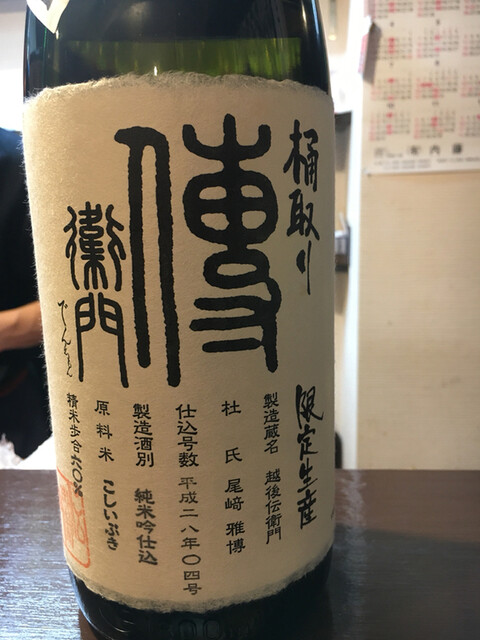 桶取り
限定生産
傳
衛門
でんえもん
製造蔵名 越後伝衛門
杜氏 尾﨑 雅博
仕込号数 平成二八年〇四号
製造酒別 純米吟仕込
原料米 こしいぶき
精米歩合六〇%